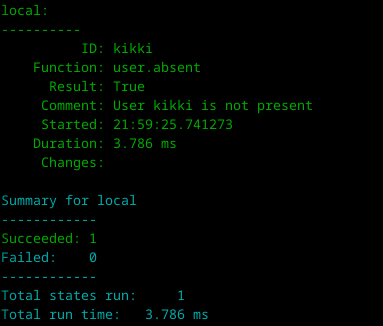 local:
----------
          ID: kikki
    Function: user.absent
      Result: True
     Comment: User kikki is not present
     Started: 21:59:25.741273
    Duration: 3.786 ms
     Changes:

Summary for local
------------
Succeeded: 1
Failed:    0
------------
Total states run:     1
Total run time:   3.786 ms